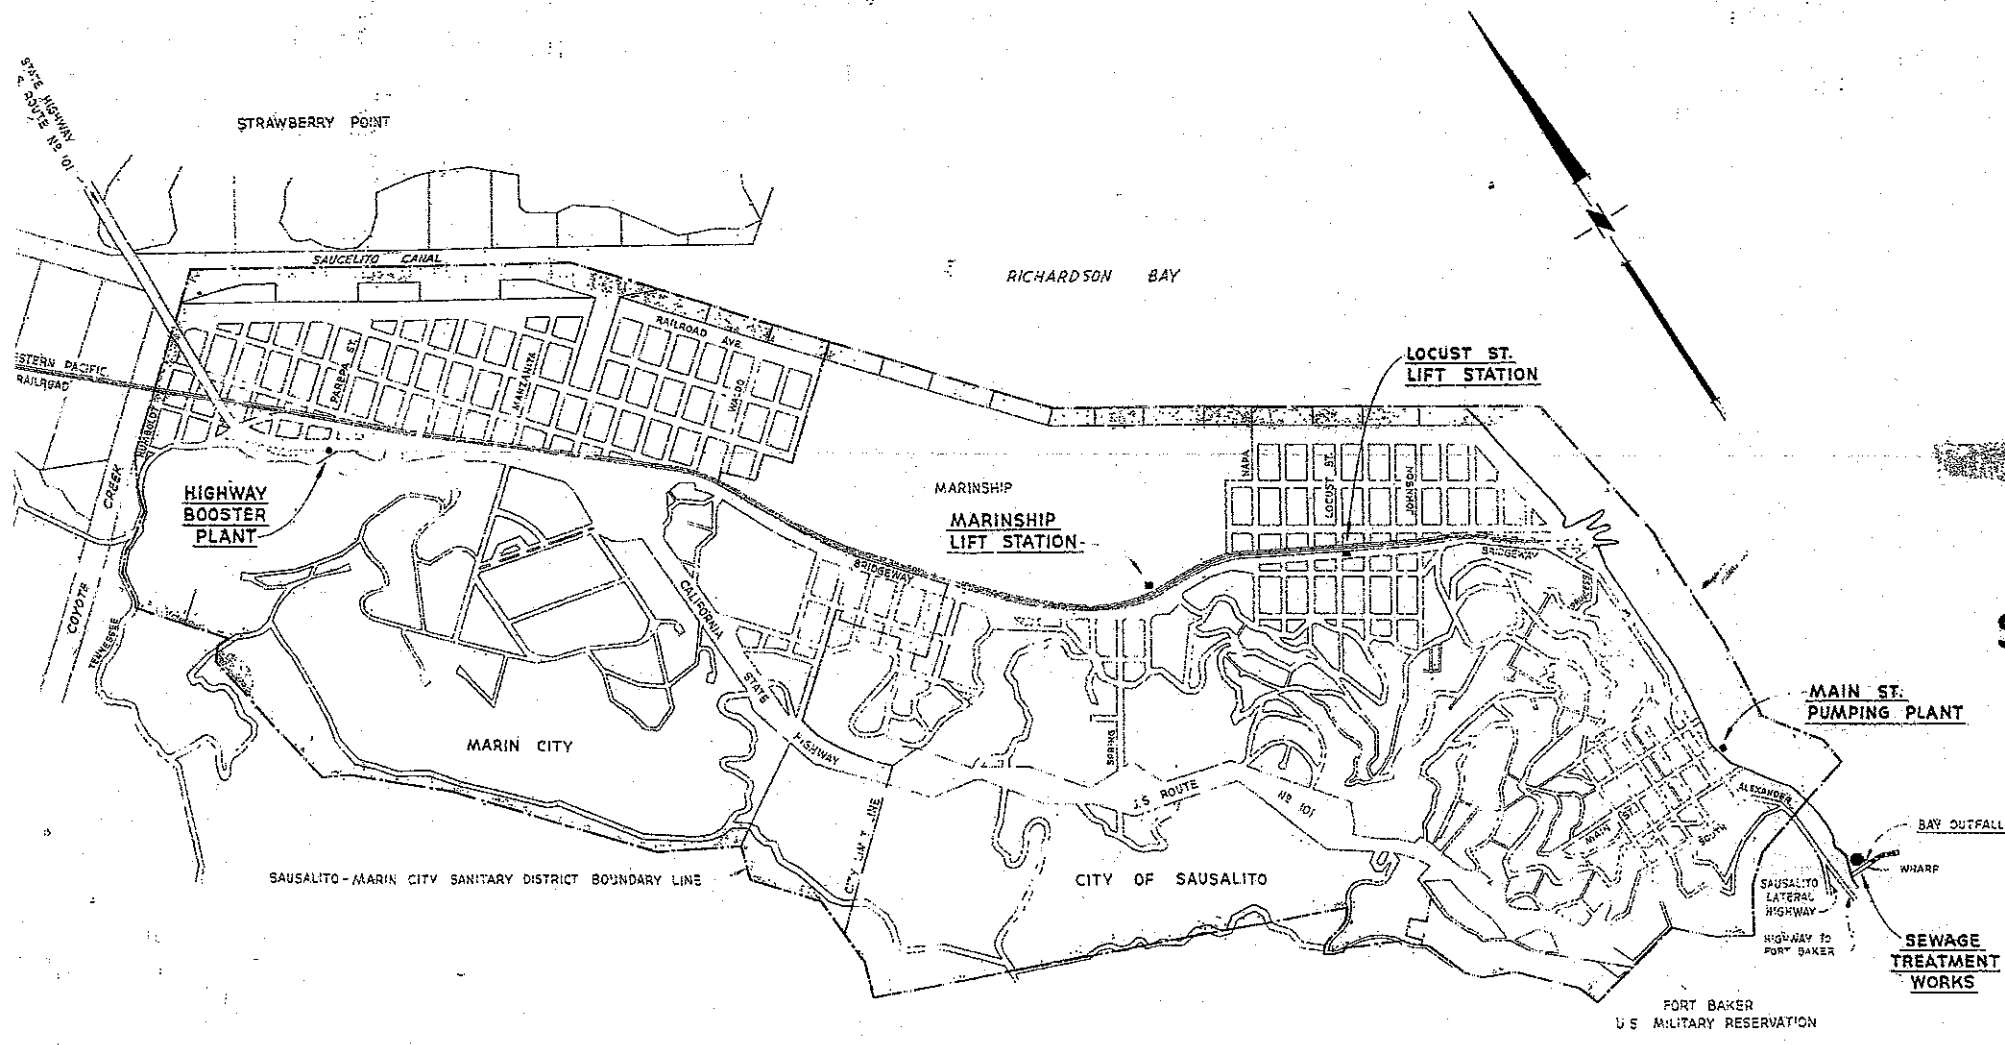 STATE HIGHWAY
ROUTE Nº 101
STRAWBERRY POINT
SAUCELITO CANAL
RICHARDSON BAY
RAILROAD AVE.
STERN PACIFIC
RAILROAD
PAREPA ST.
MANZANITA
WALDO
HUMBOLDT
LOCUST ST.
LIFT STATION
NAPA
LOCUST ST.
JOHNSON
HIGHWAY
BOOSTER
PLANT
CREEK
COYOTE
TENNESSEE
MARINSHIP
MARINSHIP
LIFT STATION
BRIDGEWAY
BRIDGEWAY
CALIFORNIA
STATE
HIGHWAY
SPRING
U.S ROUTE
Nº 101
MAIN ST.
PUMPING PLANT
MARIN CITY
CITY LIMIT LINE
MAIN ST.
ALEXANDER
BAY OUTFALL
WHARF
SAUSALITO-MARIN CITY SANITARY DISTRICT BOUNDARY LINE
CITY OF SAUSALITO
SAUSALITO
LATERAL
HIGHWAY
HIGHWAY TO
FORT BAKER
SEWAGE
TREATMENT
WORKS
FORT BAKER
U S MILITARY RESERVATION